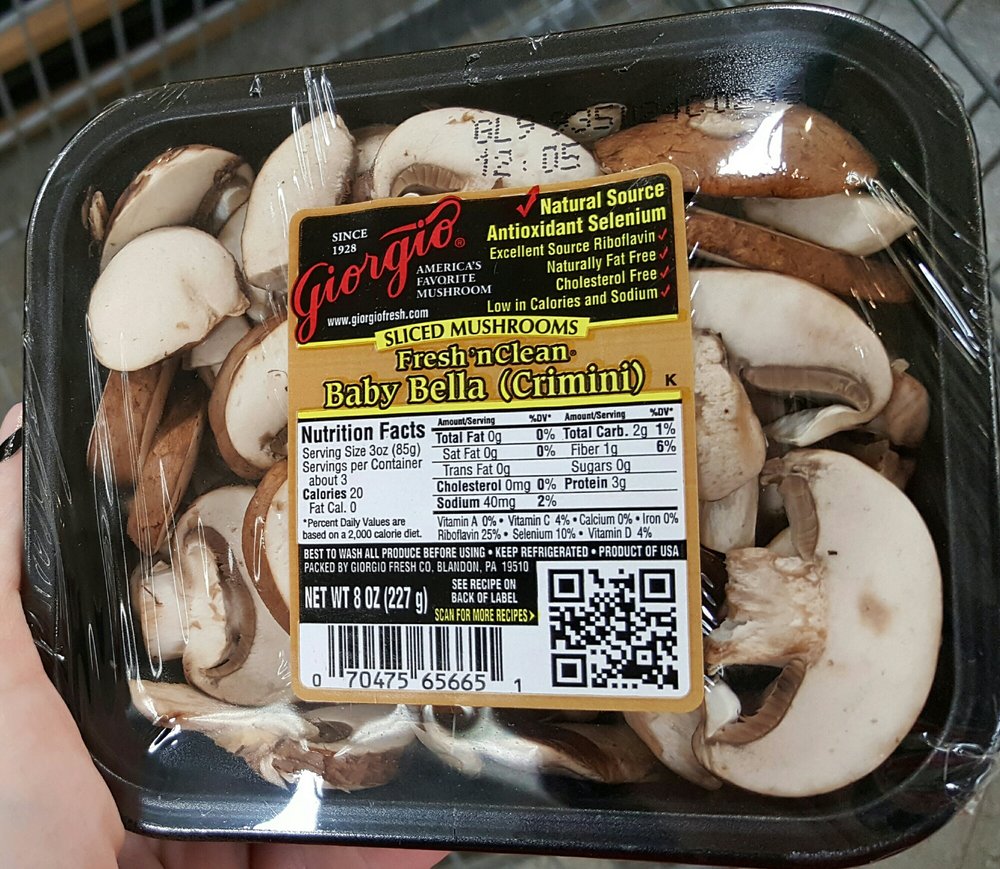 SINCE
1928
Giorgio®
AMERICA'S
FAVORITE
MUSHROOM
www.giorgiofresh.com
Natural Source
Antioxidant Selenium
Excellent Source Riboflavin
Naturally Fat Free
Cholesterol Free
Low in Calories and Sodium
SLICED MUSHROOMS
Fresh'nClean
Baby Bella (Crimini) K
Nutrition Facts
Serving Size 3oz (85g)
Servings per Container
about 3
Calories 20
Fat Cal. 0
*Percent Daily Values are
based on a 2,000 calorie diet.
Amount/Serving %DV* Amount/Serving %DV*
Total Fat 0g 0% Total Carb. 2g 1%
Sat Fat 0g 0% Fiber 1g 6%
Trans Fat 0g Sugars 0g
Cholesterol 0mg 0% Protein 3g
Sodium 40mg 2%
Vitamin A 0% • Vitamin C 4% • Calcium 0% • Iron 0%
Riboflavin 25% • Selenium 10% • Vitamin D 4%
BEST TO WASH ALL PRODUCE BEFORE USING • KEEP REFRIGERATED • PRODUCT OF USA
PACKED BY GIORGIO FRESH CO. BLANDON, PA 19510
NET WT 8 OZ (227 g)
SEE RECIPE ON
BACK OF LABEL
SCAN FOR MORE RECIPES>
0 70475 65665 1